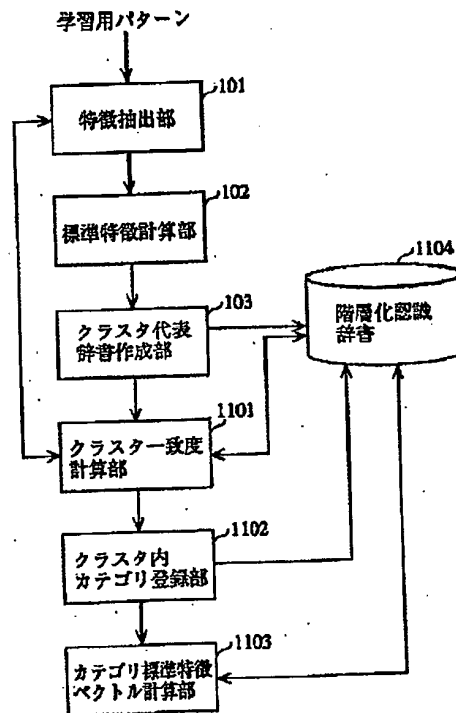 学習用パターン
101
特徴抽出部
102
標準特徴計算部
103
クラスタ代表
辞書作成部
1104
階層化認識
辞書
1101
クラスター致度
計算部
1102
クラスタ内
カテゴリ登録部
1103
カテゴリ標準特徴
ベクトル計算部